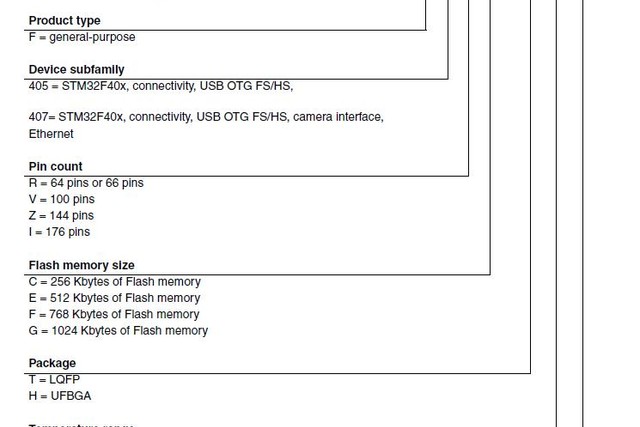 Product type
F = general-purpose
Device subfamily
405 = STM32F40x, connectivity, USB OTG FS/HS,
407= STM32F40x, connectivity, USB OTG FS/HS, camera interface,
Ethernet
Pin count
R = 64 pins or 66 pins
V = 100 pins
Z = 144 pins
I = 176 pins
Flash memory size
C = 256 Kbytes of Flash memory
E = 512 Kbytes of Flash memory
F = 768 Kbytes of Flash memory
G = 1024 Kbytes of Flash memory
Package
T = LQFP
H = UFBGA